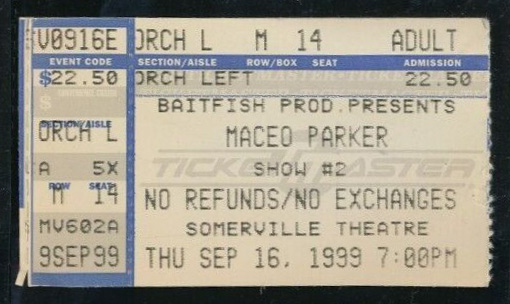 V0916E ORCH L M 14 ADULT
EVENT CODE SECTION/AISLE ROW/BOX SEAT ADMISSION
$22.50 ORCH LEFT 22.50
$ BAITFISH PROD.PRESENTS
SECTION/AISLE
ORCH L MACEO PARKER
TICKETMASTER
A 5X SHOW #2
ROW SEAT
M 14 NO REFUNDS/NO EXCHANGES
MV602A SOMERVILLE THEATRE
9SEP99 THU SEP 16, 1999 7:00PM